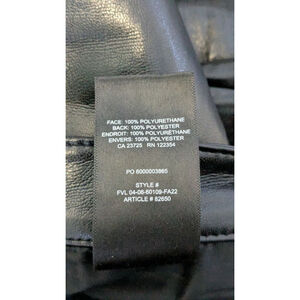 FACE: 100% POLYURETHANE
BACK: 100% POLYESTER
ENDROIT: 100% POLYURÉTHANE
ENVERS: 100% POLYESTER
CA 23725 RN 122354
PO 6000003865
STYLE #
FVL 04-06-60109-FA22
ARTICLE # 82650